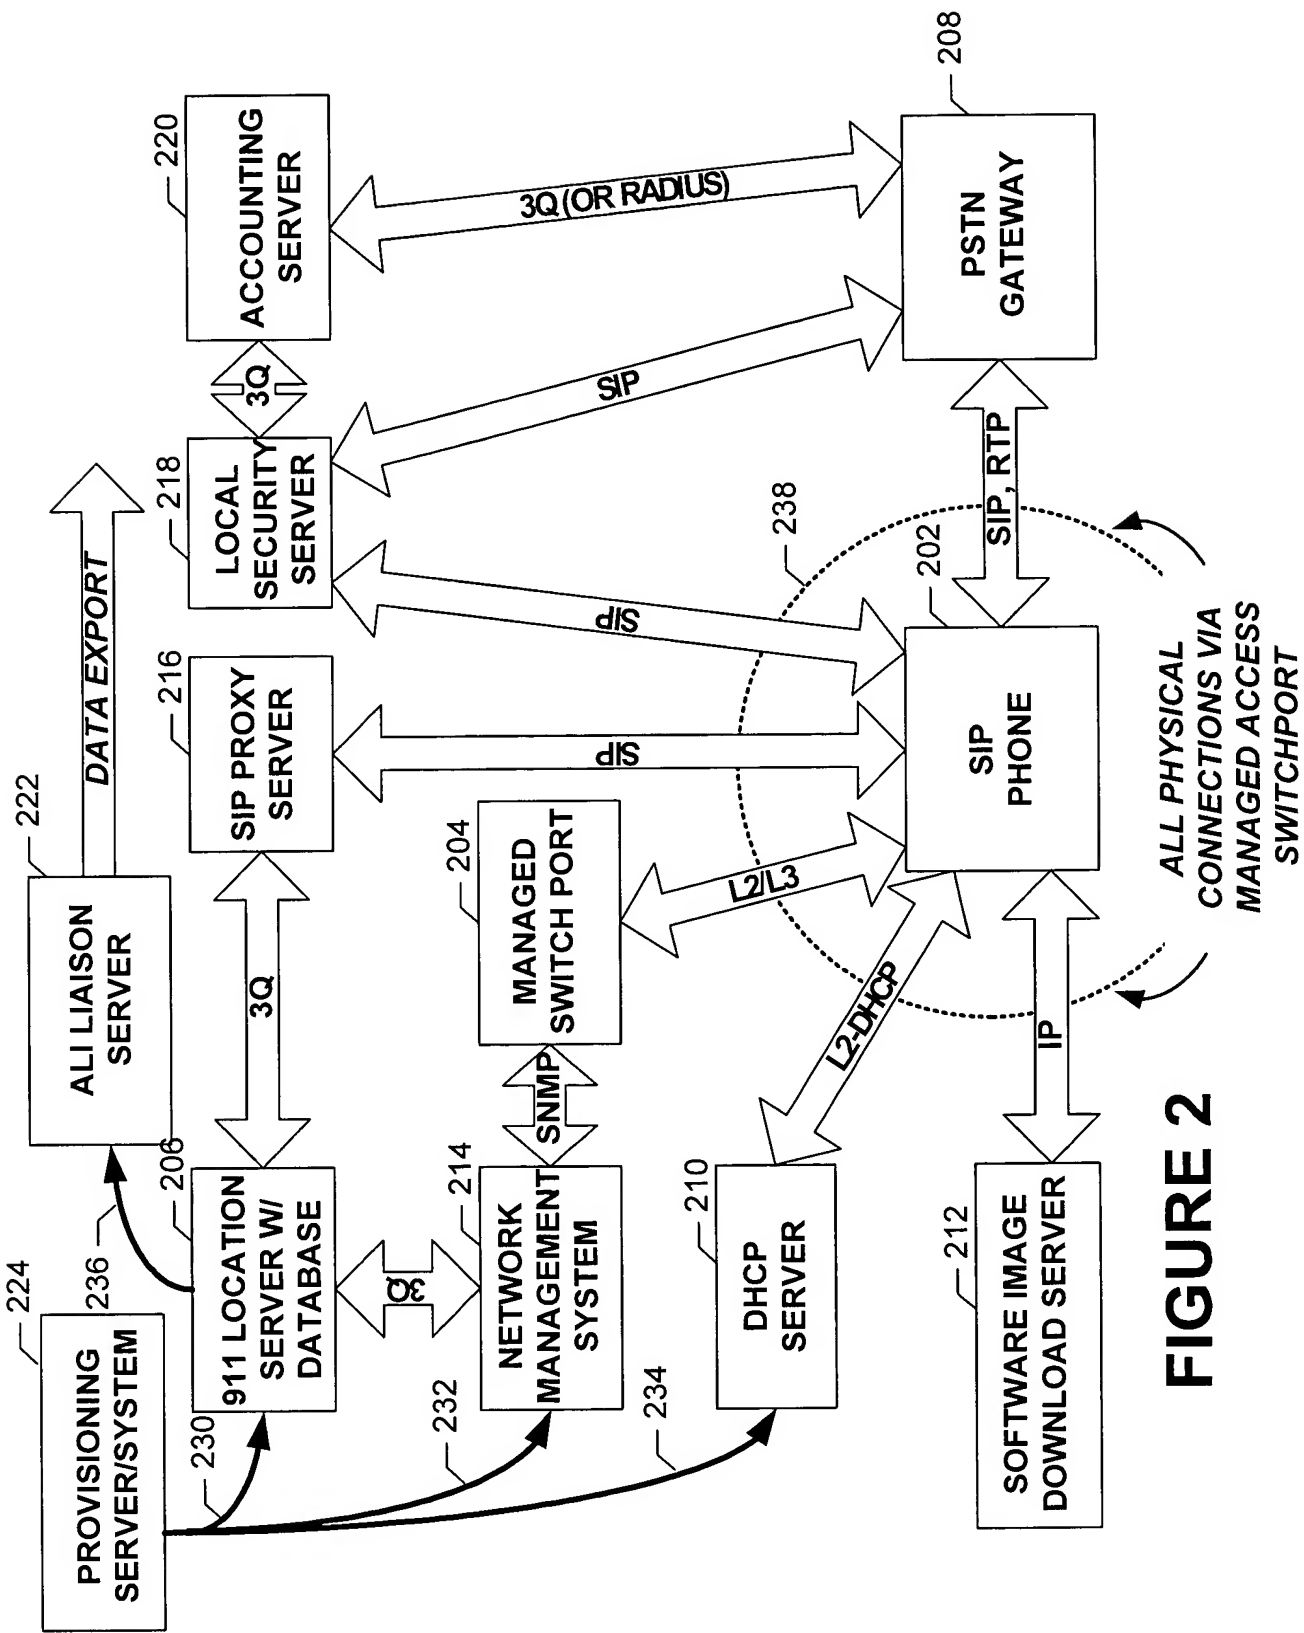 224
PROVISIONING
SERVER/SYSTEM
236
222
ALI LIAISON
SERVER
DATA EXPORT
230
206
911 LOCATION
SERVER W/
DATABASE
3Q
216
SIP PROXY
SERVER
218
LOCAL
SECURITY
SERVER
3Q
220
ACCOUNTING
SERVER
3Q
232
214
NETWORK
MANAGEMENT
SYSTEM
SNMP
204
MANAGED
SWITCH PORT
SIP
SIP
SIP
3Q (OR RADIUS)
234
210
DHCP
SERVER
L2-DHCP
L2/L3
238
212
SOFTWARE IMAGE
DOWNLOAD SERVER
IP
202
SIP
PHONE
SIP, RTP
208
PSTN
GATEWAY
ALL PHYSICAL
CONNECTIONS VIA
MANAGED ACCESS
SWITCHPORT
FIGURE 2